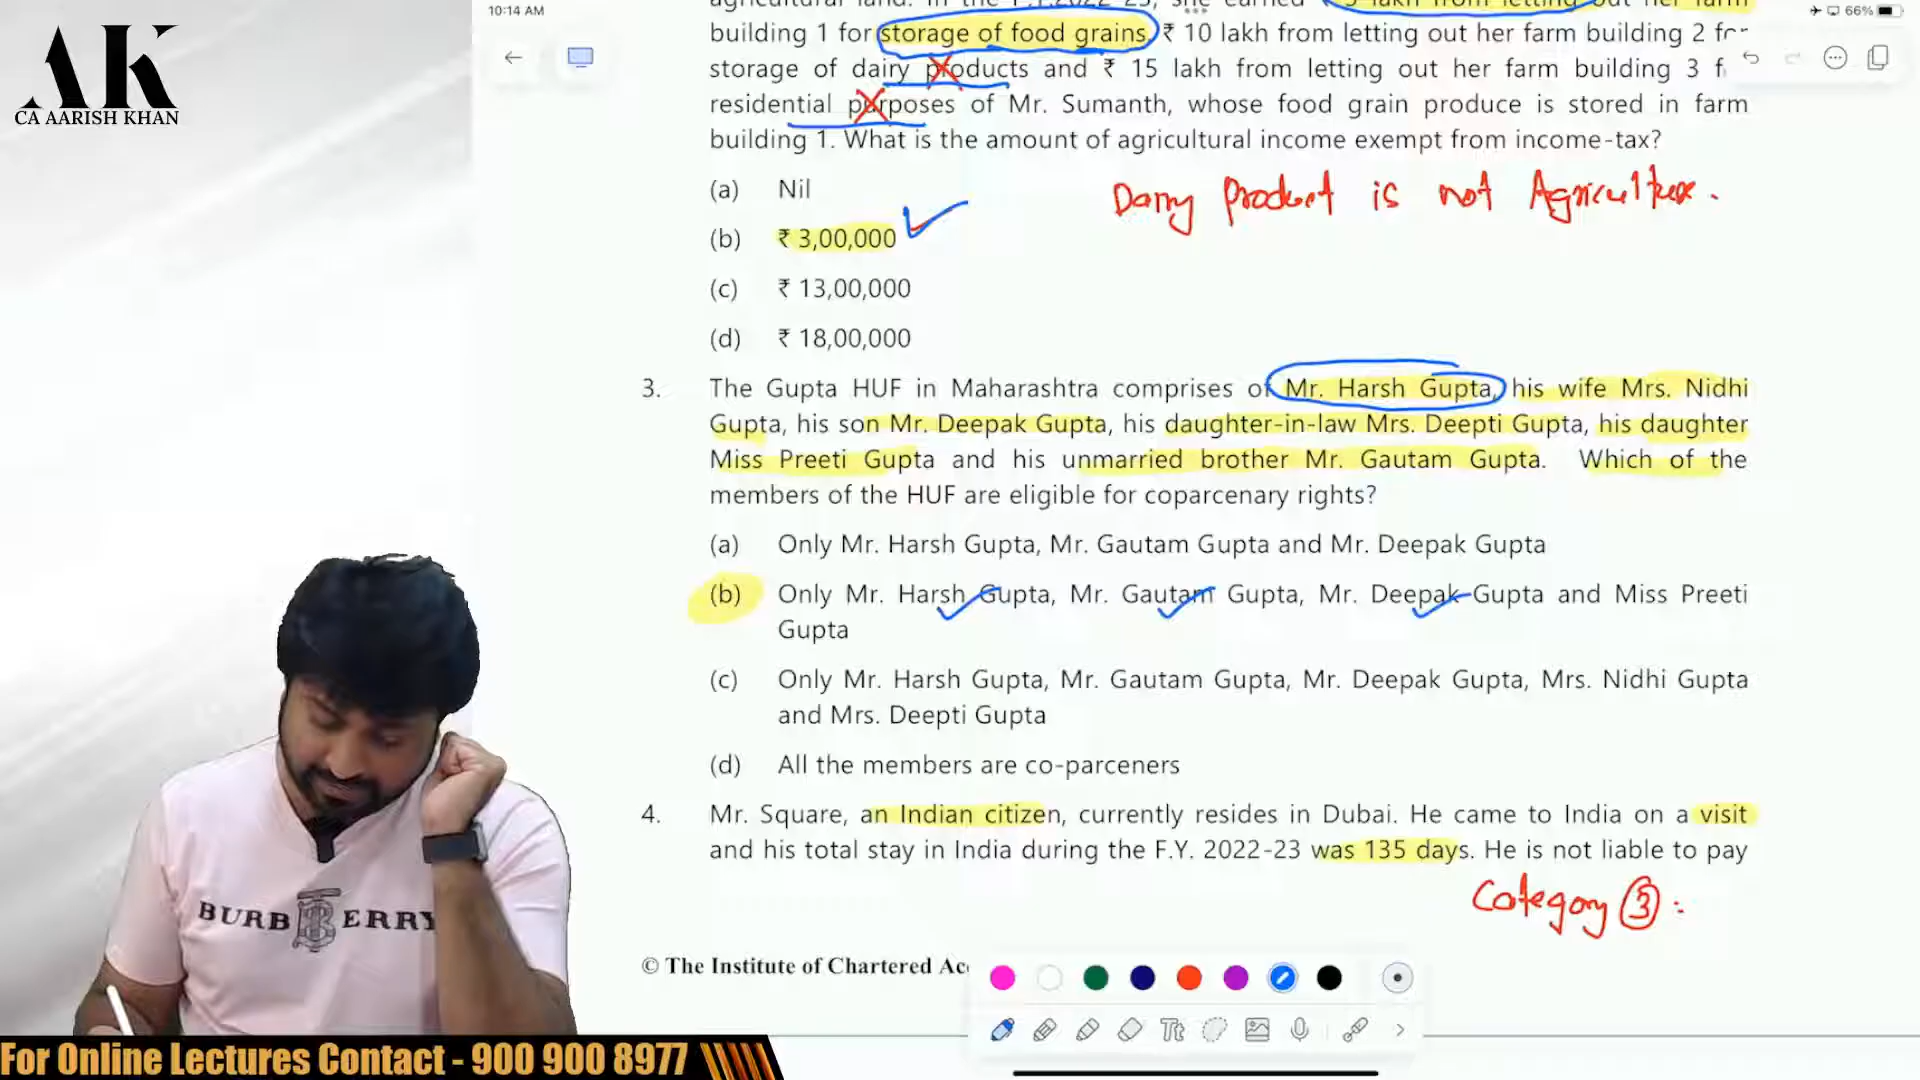 10:14 AM
66%
AK
CA AARISH KHAN
building 1 for storage of food grains, ₹ 10 lakh from letting out her farm building 2 for
storage of dairy products and ₹ 15 lakh from letting out her farm building 3 f
residential purposes of Mr. Sumanth, whose food grain produce is stored in farm
building 1. What is the amount of agricultural income exempt from income-tax?
(a) Nil
Dairy Product is not Agriculture.
(b) ₹ 3,00,000
(c) ₹ 13,00,000
(d) ₹ 18,00,000
3. The Gupta HUF in Maharashtra comprises of Mr. Harsh Gupta, his wife Mrs. Nidhi
Gupta, his son Mr. Deepak Gupta, his daughter-in-law Mrs. Deepti Gupta, his daughter
Miss Preeti Gupta and his unmarried brother Mr. Gautam Gupta. Which of the
members of the HUF are eligible for coparcenary rights?
(a) Only Mr. Harsh Gupta, Mr. Gautam Gupta and Mr. Deepak Gupta
(b) Only Mr. Harsh Gupta, Mr. Gautam Gupta, Mr. Deepak Gupta and Miss Preeti
Gupta
(c) Only Mr. Harsh Gupta, Mr. Gautam Gupta, Mr. Deepak Gupta, Mrs. Nidhi Gupta
and Mrs. Deepti Gupta
(d) All the members are co-parceners
4. Mr. Square, an Indian citizen, currently resides in Dubai. He came to India on a visit
and his total stay in India during the F.Y. 2022-23 was 135 days. He is not liable to pay
Category ③ :
BURBERRY
© The Institute of Chartered Acc
Tt
For Online Lectures Contact - 900 900 8977